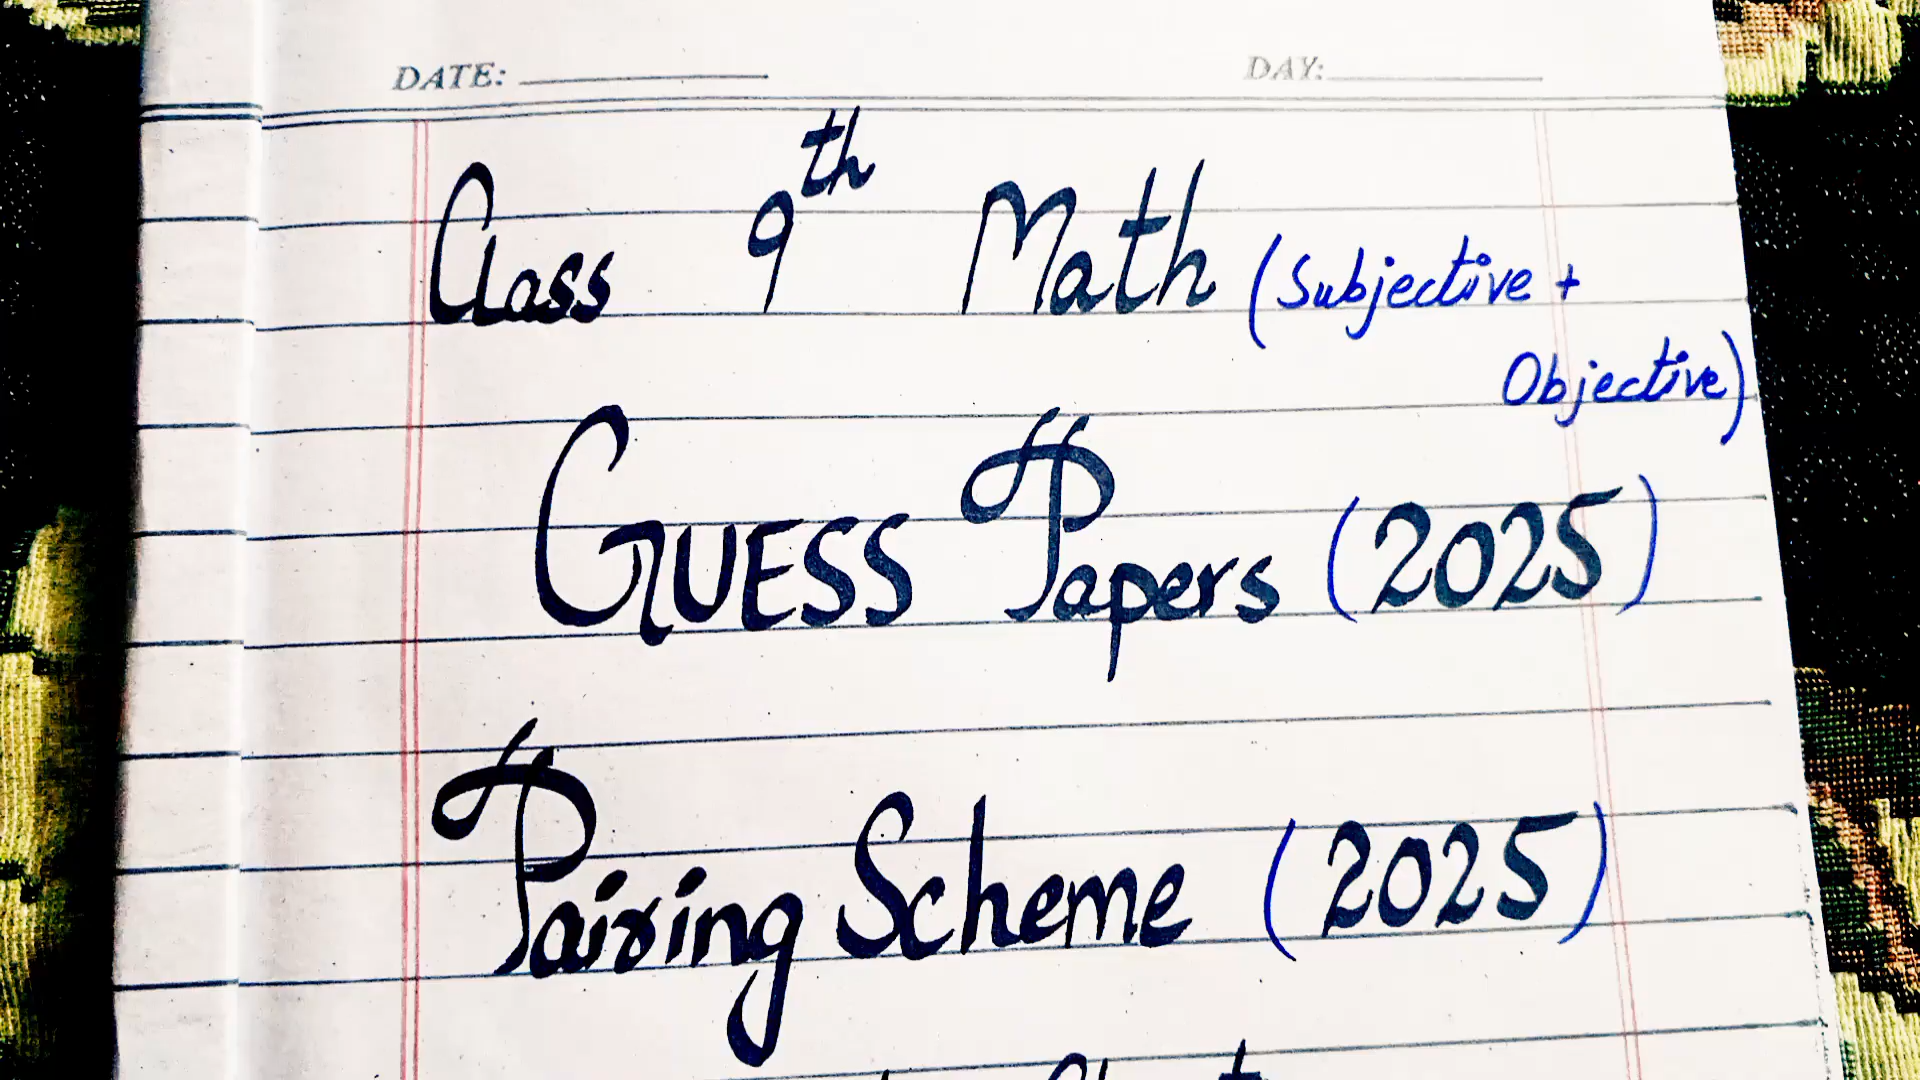 DATE: DAY:
Class 9th Math (Subjective +
Objective)
GUESS Papers (2025)
Pairing Scheme (2025)